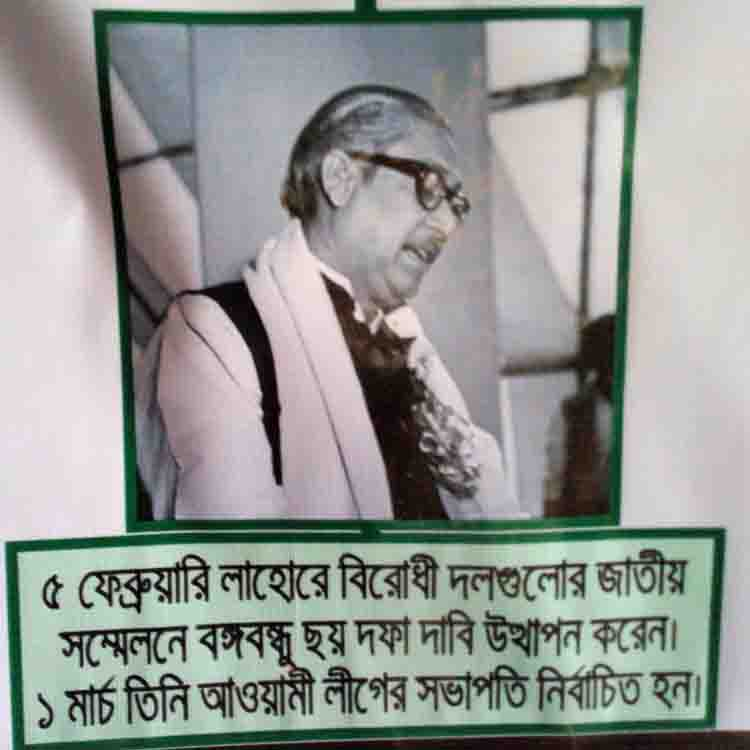 ৫ ফেব্রুয়ারি লাহোরে বিরোধী দলগুলোর জাতীয়
সম্মেলনে বঙ্গবন্ধু ছয় দফা দাবি উত্থাপন করেন।
১ মার্চ তিনি আওয়ামী লীগের সভাপতি নির্বাচিত হন।